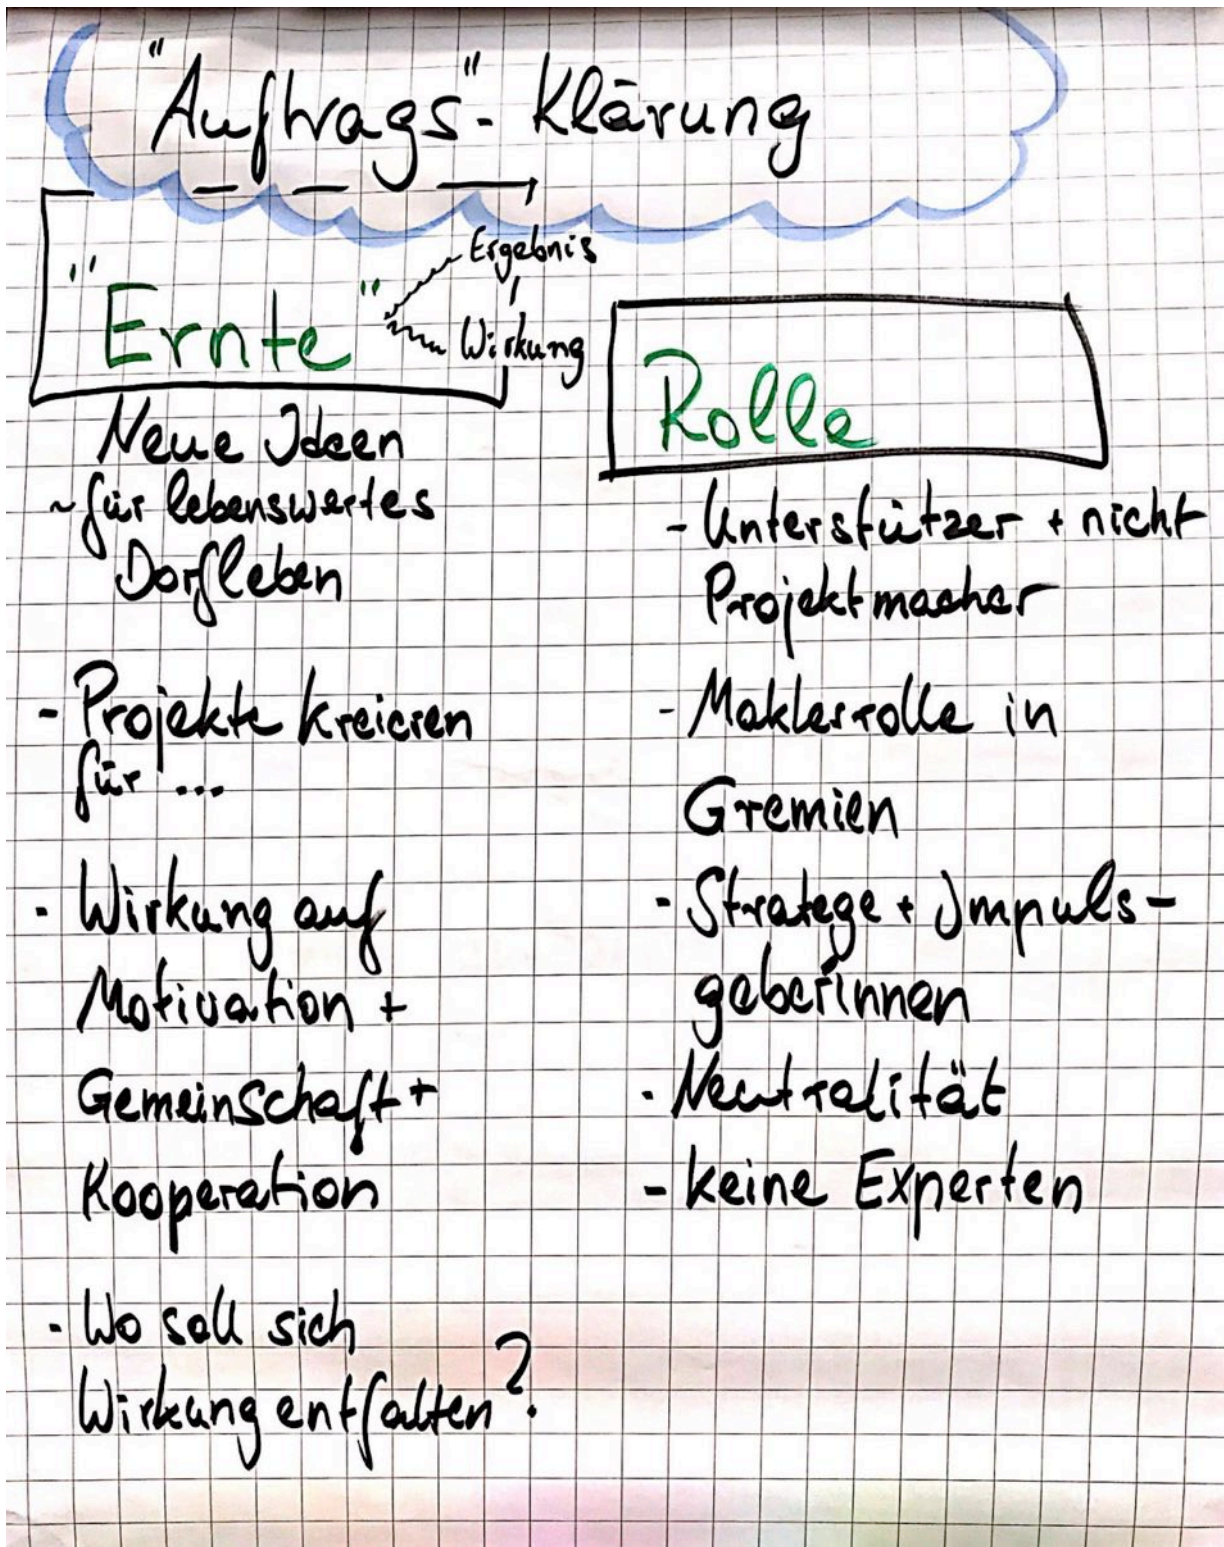 "Auftrags"- Klärung
"Ernte"
Ergebnis
Wirkung
Neue Ideen
~ für lebenswertes
Dorfleben
- Projekte kreieren
für ...
- Wirkung auf
Motivation +
Gemeinschaft +
Kooperation
- Wo soll sich
Wirkung entfalten?
Rolle
- Unterstützer + nicht
Projektmacher
- Maklerrolle in
Gremien
- Stratege + Impuls-
geberinnen
- Neutralität
- keine Experten